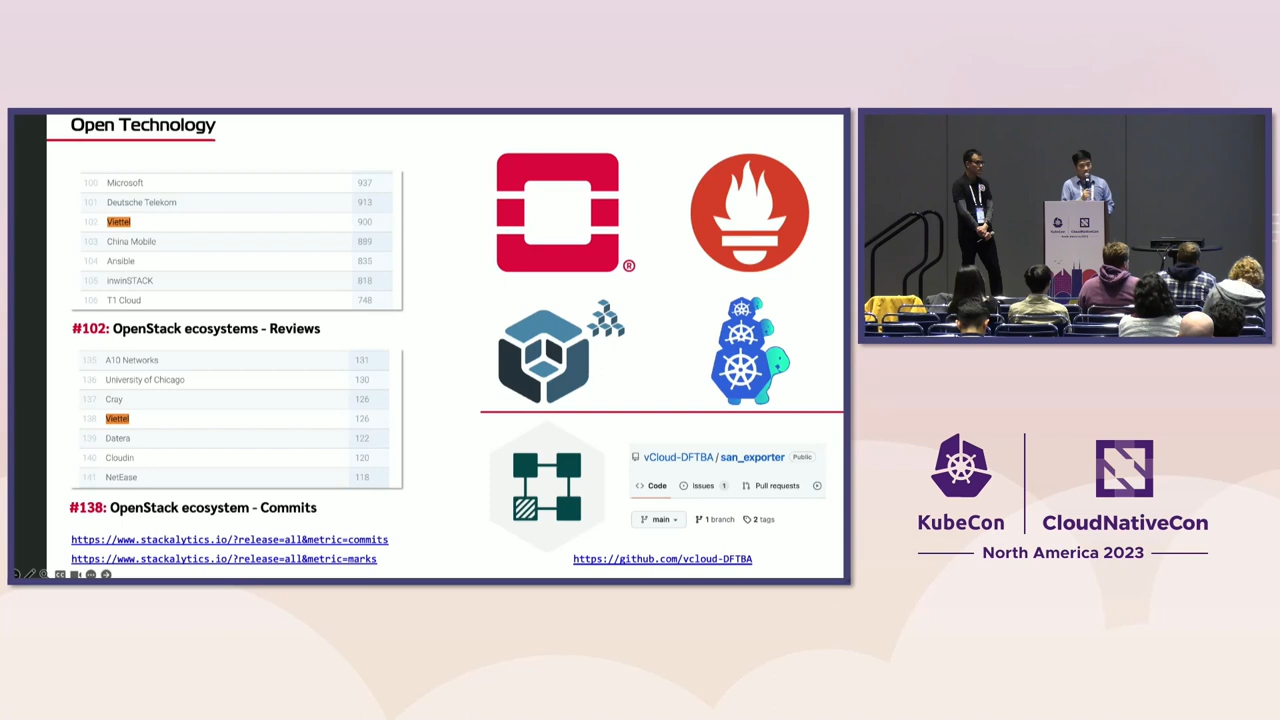 Open Technology
100 Microsoft 937
101 Deutsche Telekom 913
102 Viettel 900
103 China Mobile 889
104 Ansible 835
105 inwinSTACK 818
106 T1 Cloud 748
#102: OpenStack ecosystems - Reviews
135 A10 Networks 131
136 University of Chicago 130
137 Cray 126
138 Viettel 126
139 Datera 122
140 Cloudin 120
141 NetEase 118
#138: OpenStack ecosystem - Commits
https://www.stackalytics.io/?release=all&metric=commits
https://www.stackalytics.io/?release=all&metric=marks
®
vCloud-DFTBA / san_exporter Public
<> Code Issues 1 Pull requests
main 1 branch 2 tags
https://github.com/vcloud-DFTBA
KubeCon CloudNativeCon
North America 2023
KubeCon CloudNativeCon
North America 2023